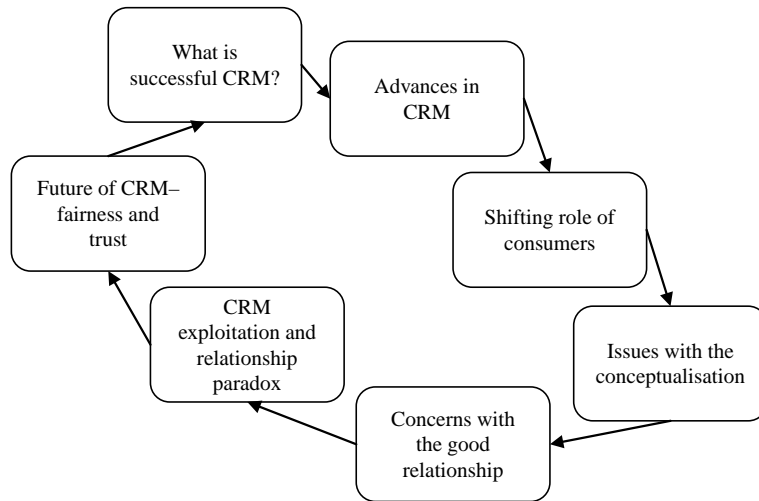 What is
successful CRM?
Advances in
CRM
Shifting role of
consumers
Issues with the
conceptualisation
Concerns with
the good
relationship
CRM
exploitation and
relationship
paradox
Future of CRM–
fairness and
trust